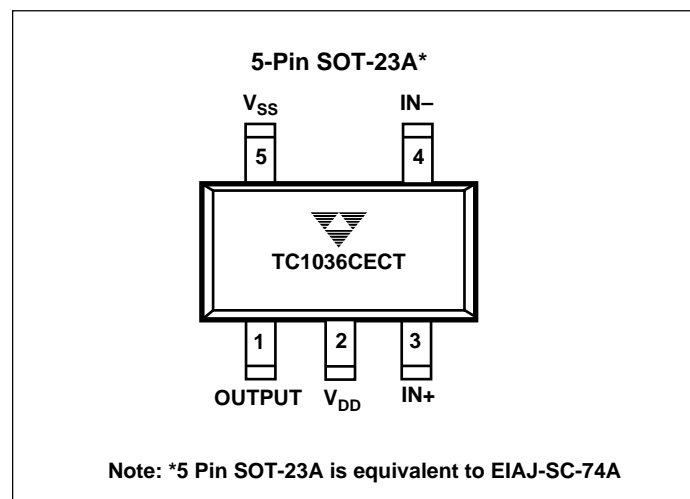 5-Pin SOT-23A*
VSS IN–
5 4
TC1036CECT
1 2 3
OUTPUT VDD IN+
Note: *5 Pin SOT-23A is equivalent to EIAJ-SC-74A